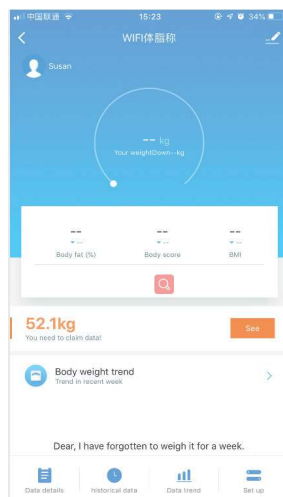 中国联通 15:23 34%
WIFI体脂称
Susan
-- kg
Your weightDown--kg
-- -- --
-- -- --
Body fat (%) Body score BMI
52.1kg
You need to claim data!
See
Body weight trend
Trend in recent week
Dear, I have forgotten to weigh it for a week.
Data details historical data Data trend Set up